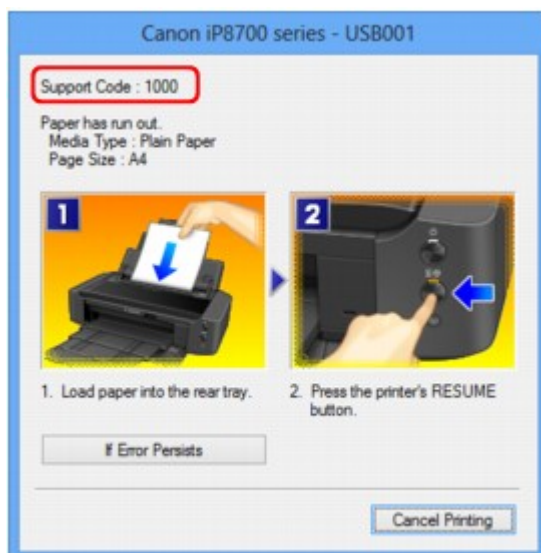 Canon iP8700 series - USB001
Support Code : 1000
Paper has run out.
Media Type : Plain Paper
Page Size : A4
1
2
1. Load paper into the rear tray.
2. Press the printer's RESUME
button.
If Error Persists
Cancel Printing